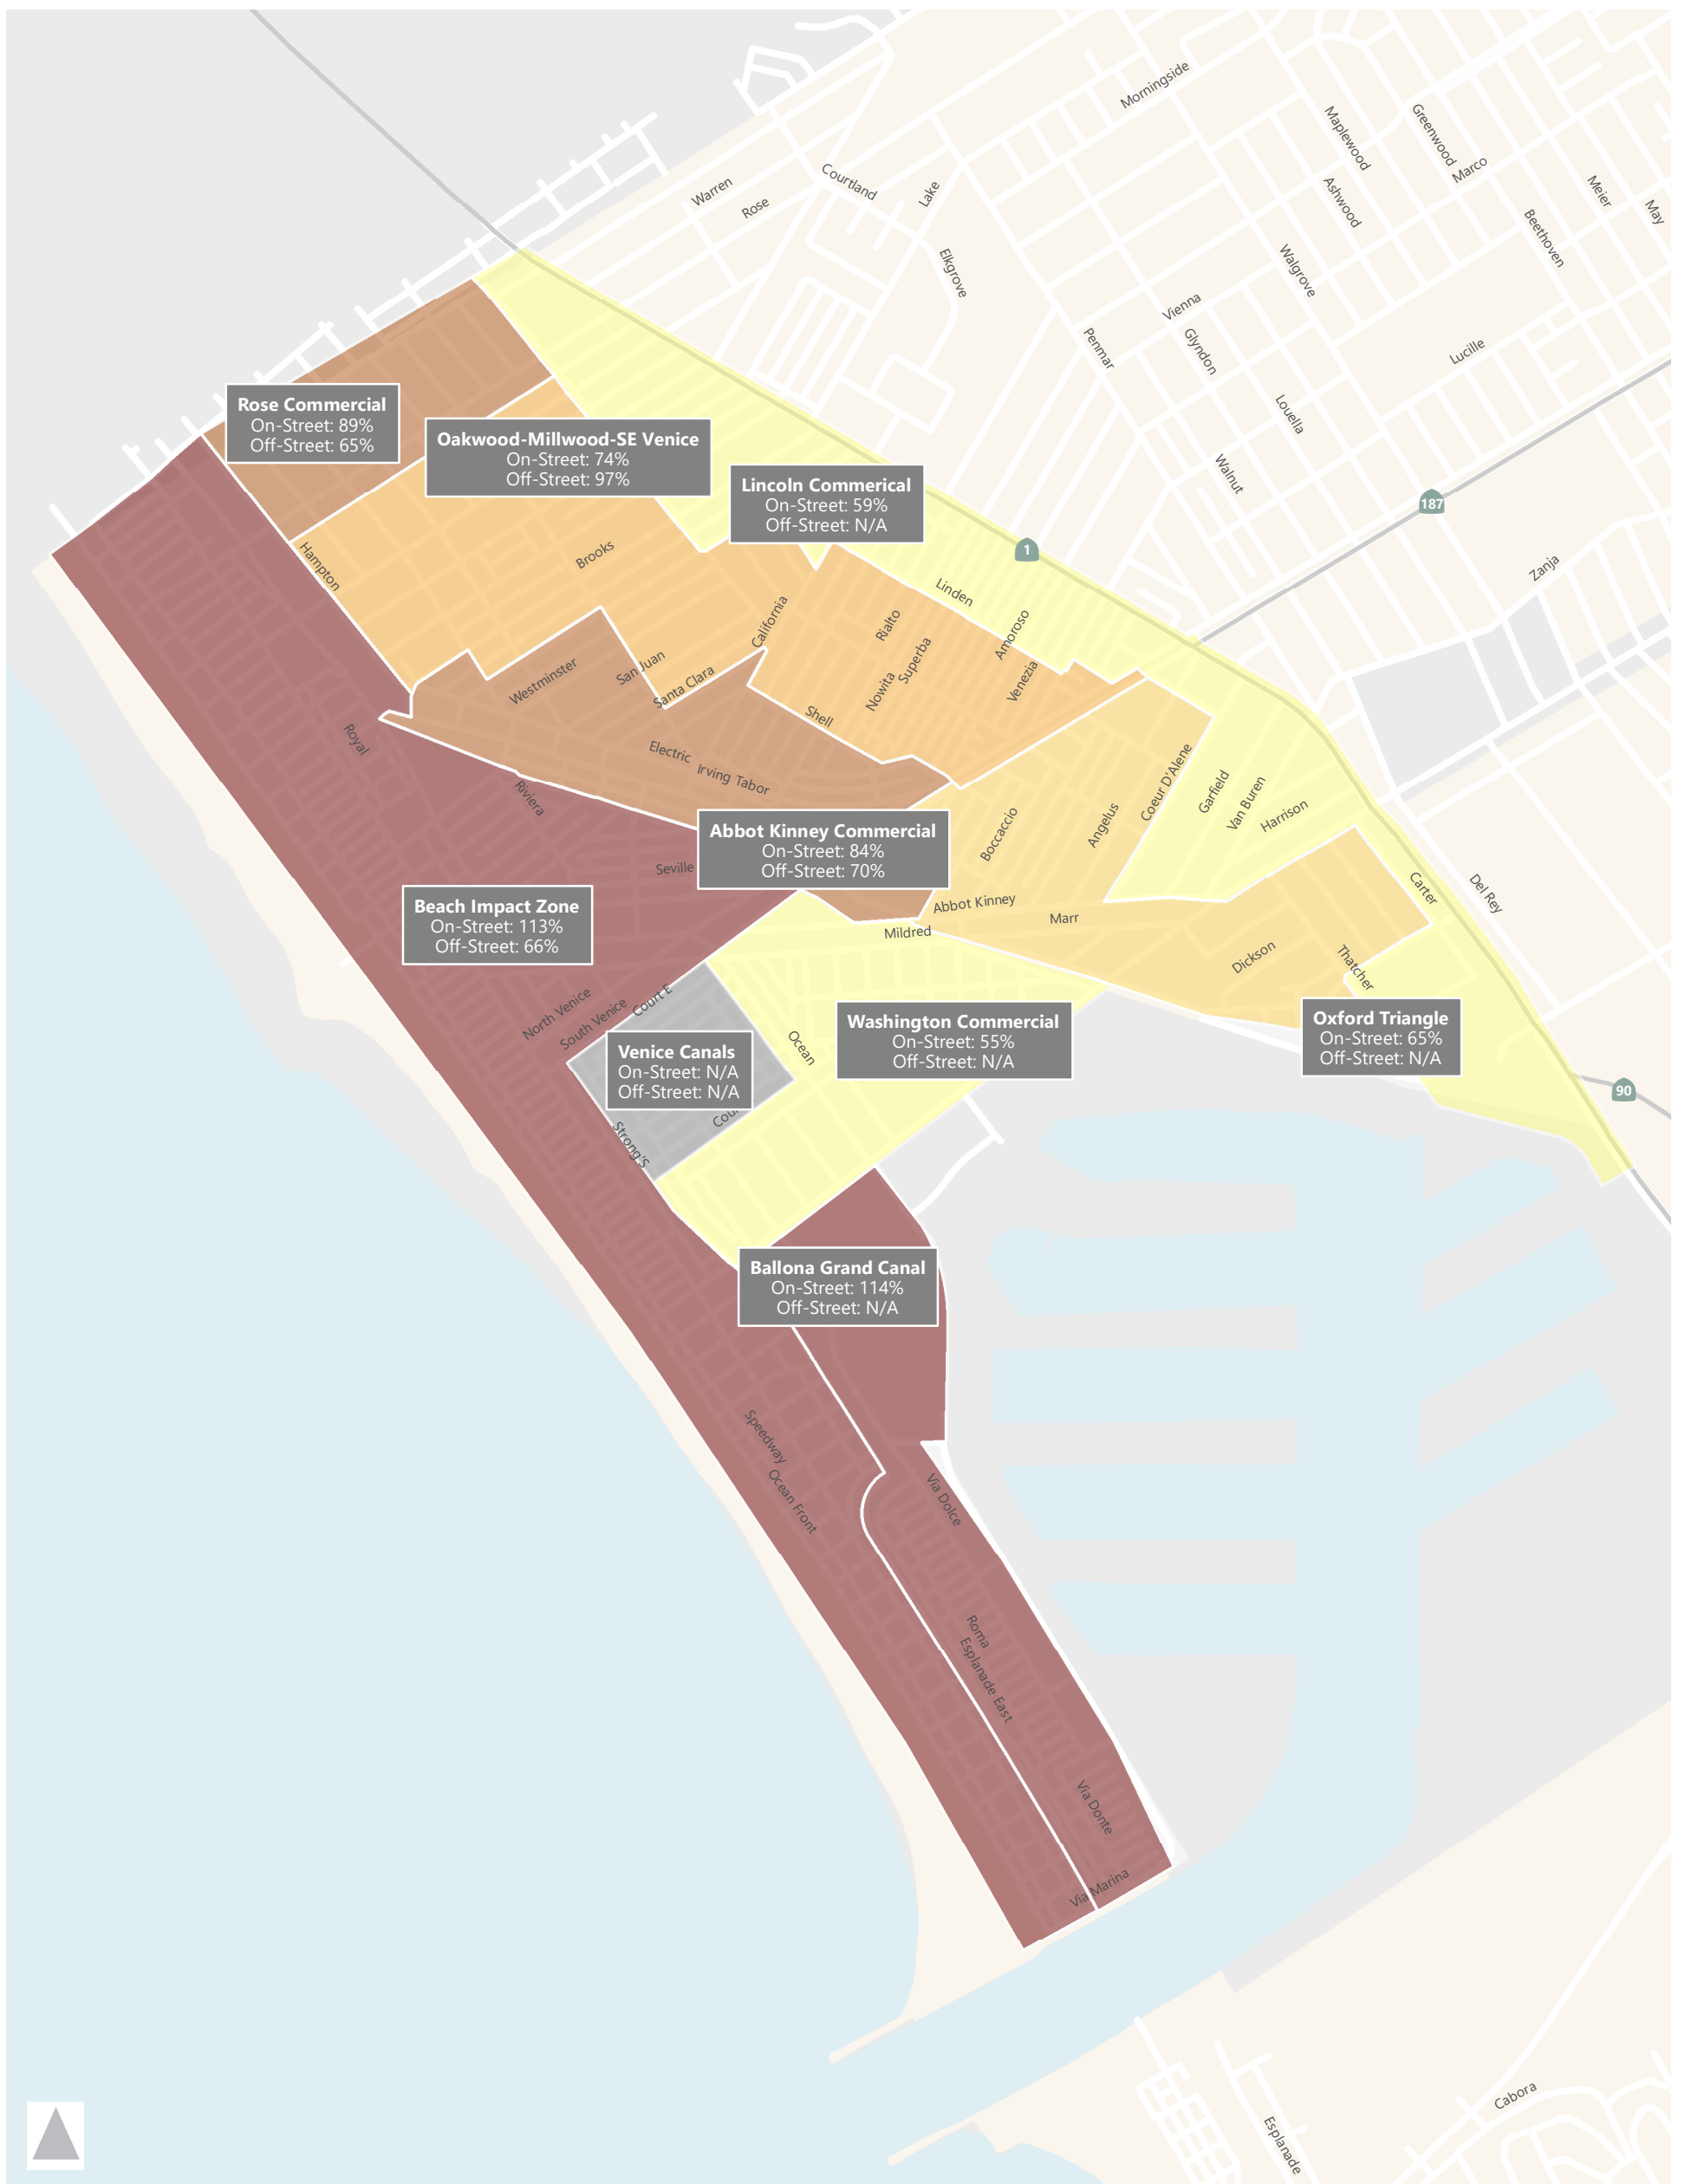 Morningside
Maplewood
Greenwood
Marco
Meier
May
Warren
Rose
Courtland
Lake
Ashwood
Beethoven
Elkgrove
Walgrove
Vienna
Penmar
Glyndon
Lucille
Louella
Walnut
187
Zanja
1
Rose Commercial
On-Street: 89%
Off-Street: 65%
Oakwood-Millwood-SE Venice
On-Street: 74%
Off-Street: 97%
Lincoln Commerical
On-Street: 59%
Off-Street: N/A
Hampton
Brooks
California
Linden
Rialto
Superba
Amoroso
Nowita
Venezia
Westminster
San Juan
Santa Clara
Shell
Royal
Electric
Irving Tabor
Riviera
Coeur D'Alene
Garfield
Van Buren
Harrison
Boccaccio
Angelus
Abbot Kinney Commercial
On-Street: 84%
Off-Street: 70%
Seville
Abbot Kinney
Marr
Mildred
Carter
Del Rey
Beach Impact Zone
On-Street: 113%
Off-Street: 66%
Dickson
Thatcher
North Venice
South Venice
Court E
Ocean
Washington Commercial
On-Street: 55%
Off-Street: N/A
Oxford Triangle
On-Street: 65%
Off-Street: N/A
Venice Canals
On-Street: N/A
Off-Street: N/A
90
Strong'S
Ballona Grand Canal
On-Street: 114%
Off-Street: N/A
Speedway
Ocean Front
Via Dolce
Roma
Esplanade East
Via Donte
Via Marina
Cabora
Esplanade